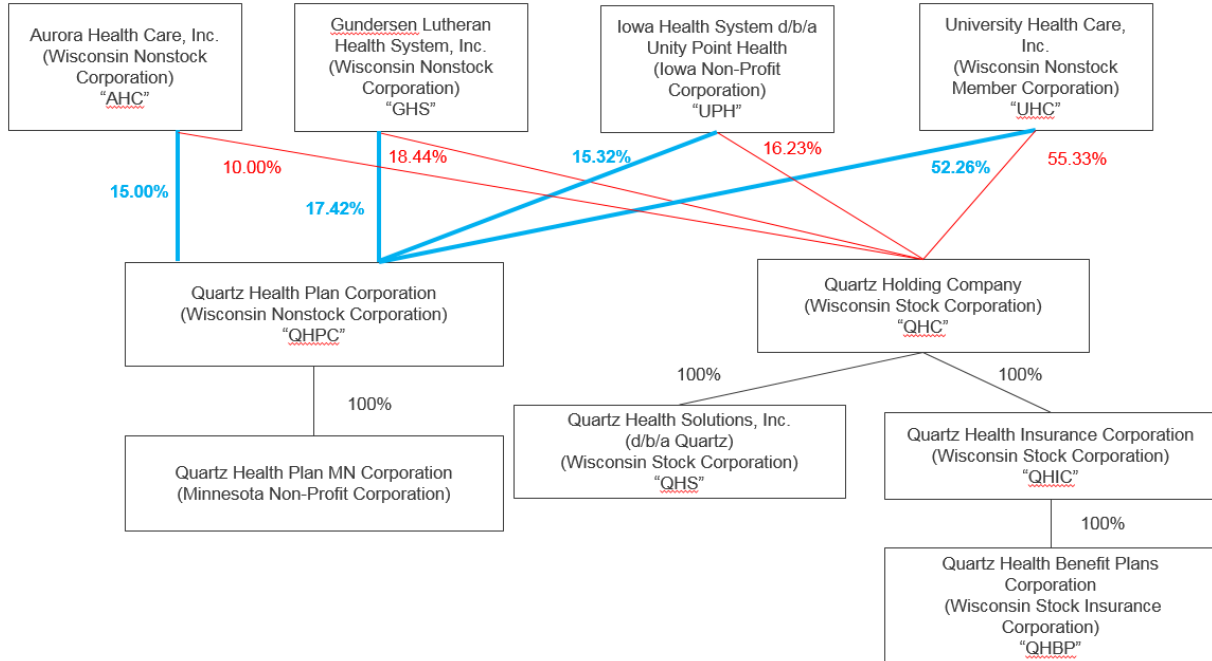 Aurora Health Care, Inc.
(Wisconsin Nonstock
Corporation)
“AHC”
Gundersen Lutheran
Health System, Inc.
(Wisconsin Nonstock
Corporation)
“GHS”
Iowa Health System d/b/a
Unity Point Health
(Iowa Non-Profit
Corporation)
“UPH”
University Health Care,
Inc.
(Wisconsin Nonstock
Member Corporation)
“UHC”
15.00%
10.00%
17.42%
18.44%
15.32%
16.23%
52.26%
55.33%
Quartz Health Plan Corporation
(Wisconsin Nonstock Corporation)
“QHPC”
Quartz Holding Company
(Wisconsin Stock Corporation)
“QHC”
100%
100%
100%
Quartz Health Plan MN Corporation
(Minnesota Non-Profit Corporation)
Quartz Health Solutions, Inc.
(d/b/a Quartz)
(Wisconsin Stock Corporation)
“QHS”
Quartz Health Insurance Corporation
(Wisconsin Stock Corporation)
“QHIC”
100%
Quartz Health Benefit Plans
Corporation
(Wisconsin Stock Insurance
Corporation)
“QHBP”